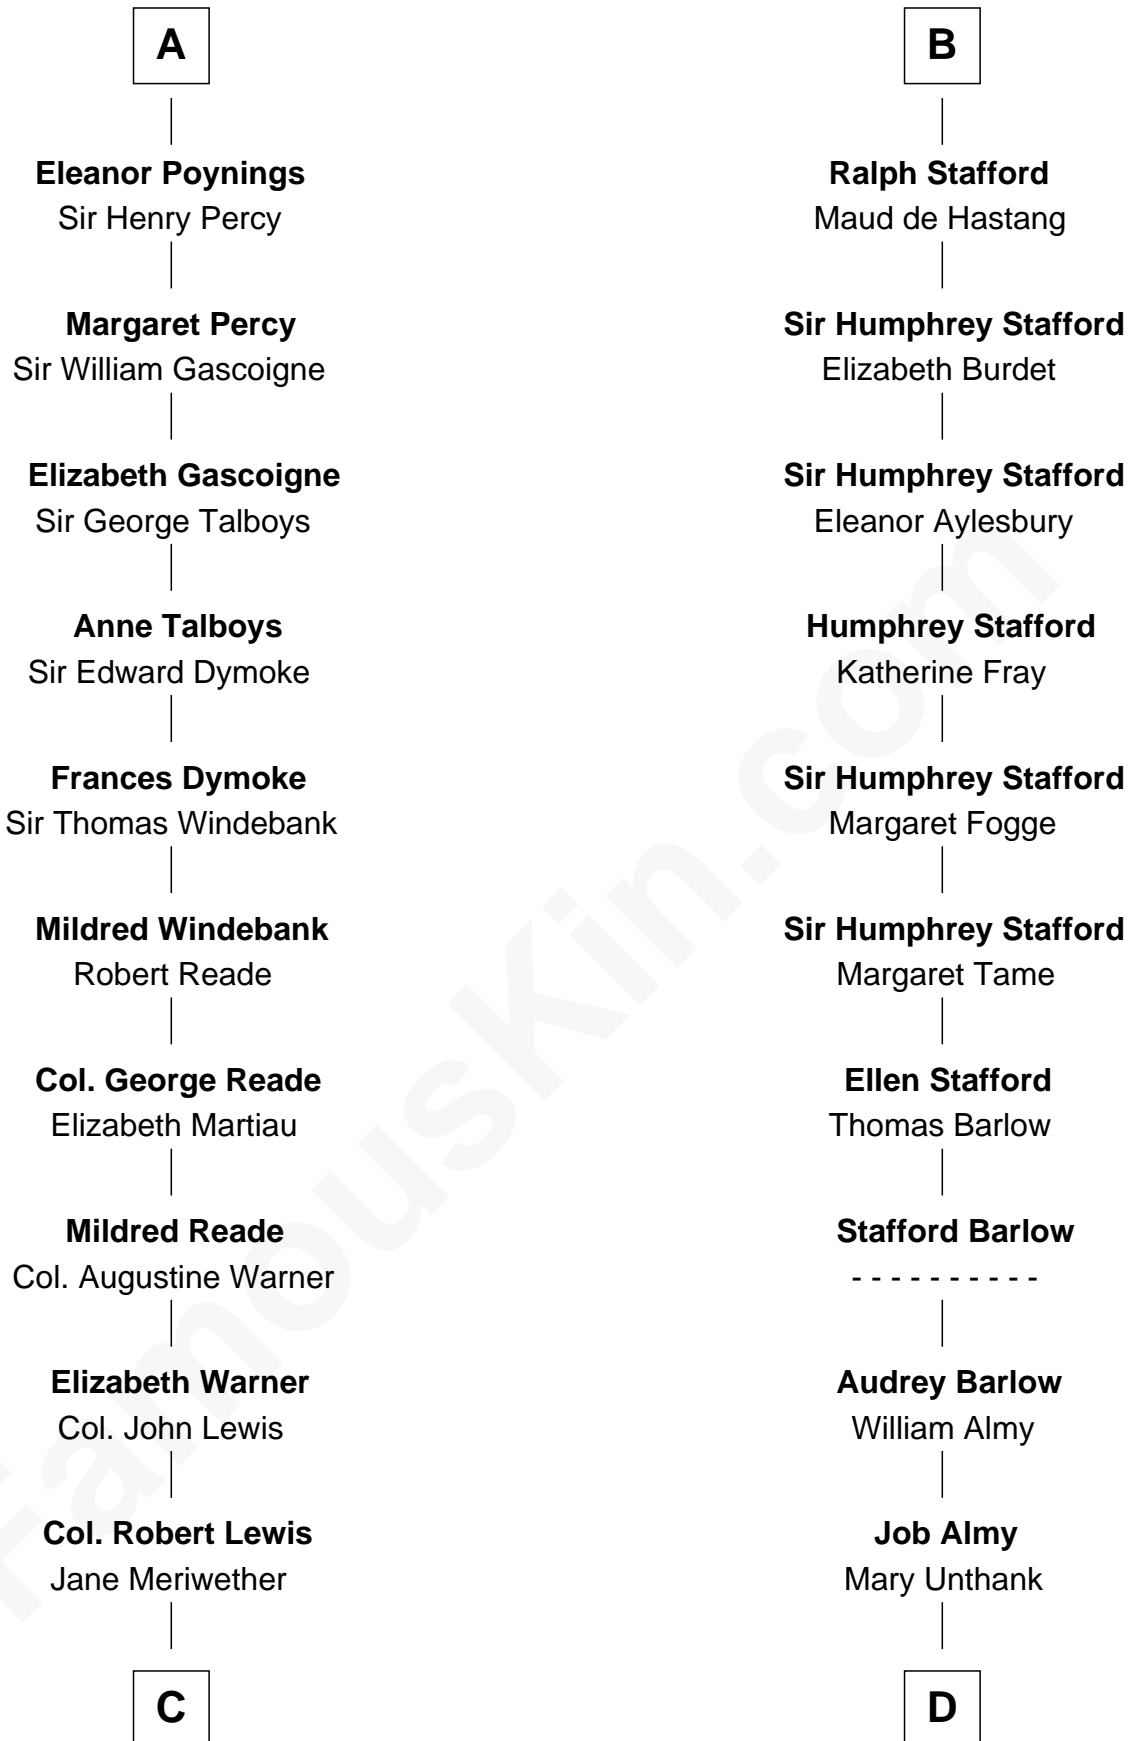 A
Eleanor Poynings
Sir Henry Percy
Margaret Percy
Sir William Gascoigne
Elizabeth Gascoigne
Sir George Talboys
Anne Talboys
Sir Edward Dymoke
Frances Dymoke
Sir Thomas Windebank
Mildred Windebank
Robert Reade
Col. George Reade
Elizabeth Martiau
Mildred Reade
Col. Augustine Warner
Elizabeth Warner
Col. John Lewis
Col. Robert Lewis
Jane Meriwether
C
B
Ralph Stafford
Maud de Hastang
Sir Humphrey Stafford
Elizabeth Burdet
Sir Humphrey Stafford
Eleanor Aylesbury
Humphrey Stafford
Katherine Fray
Sir Humphrey Stafford
Margaret Fogge
Sir Humphrey Stafford
Margaret Tame
Ellen Stafford
Thomas Barlow
Stafford Barlow
- - - - - - - - - -
Audrey Barlow
William Almy
Job Almy
Mary Unthank
D
FamousKin.com